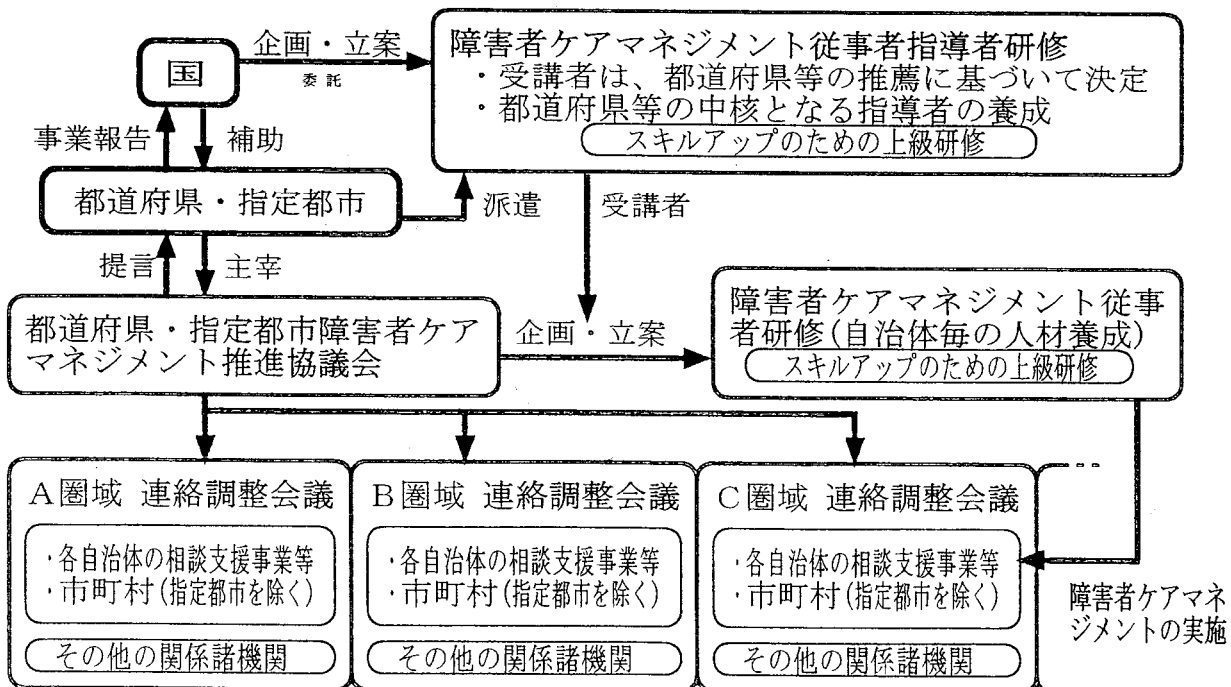 国
企画・立案
委託
障害者ケアマネジメント従事者指導者研修
・受講者は、都道府県等の推薦に基づいて決定
・都道府県等の中核となる指導者の養成
スキルアップのための上級研修
事業報告
補助
都道府県・指定都市
派遣
受講者
提言
主宰
都道府県・指定都市障害者ケア
マネジメント推進協議会
企画・立案
障害者ケアマネジメント従事
者研修(自治体毎の人材養成)
スキルアップのための上級研修
A圏域 連絡調整会議
・各自治体の相談支援事業等
・市町村(指定都市を除く)
その他の関係諸機関
B圏域 連絡調整会議
・各自治体の相談支援事業等
・市町村(指定都市を除く)
その他の関係諸機関
C圏域 連絡調整会議
・各自治体の相談支援事業等
・市町村(指定都市を除く)
その他の関係諸機関
障害者ケアマネ
ジメントの実施